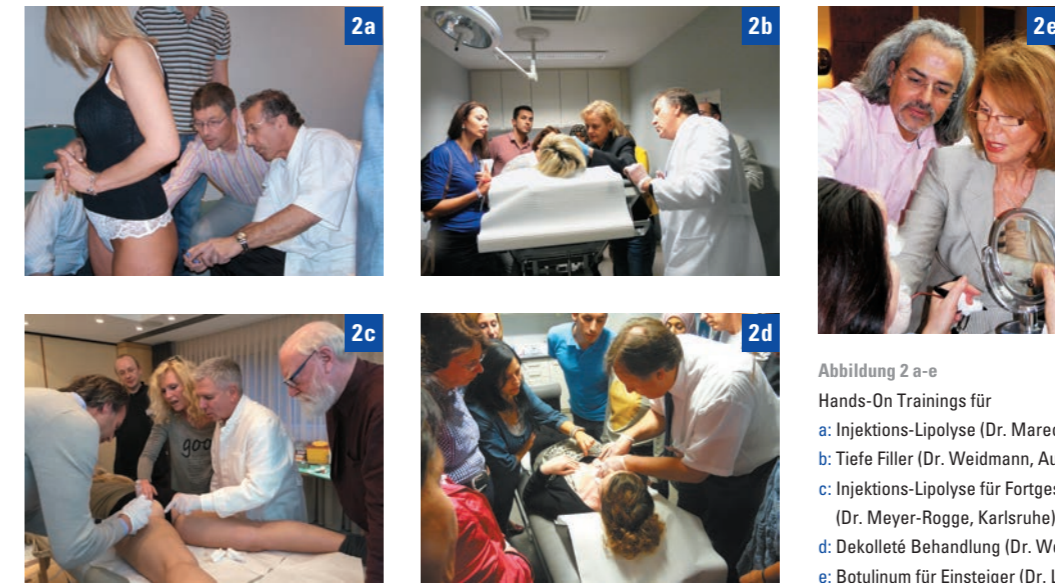 2a
2b
2e
2c
goo
2d
Abbildung 2 a-e
Hands-On Trainings für
a: Injektions-Lipolyse (Dr.
b: Tiefe Filler (Dr. Weidmann,
c: Injektions-Lipolyse für
(Dr. Meyer-Rogge, Karlsruhe)
d: Dekolleté Behandlung (Dr.
e: Botulinum für Einsteiger (Dr.